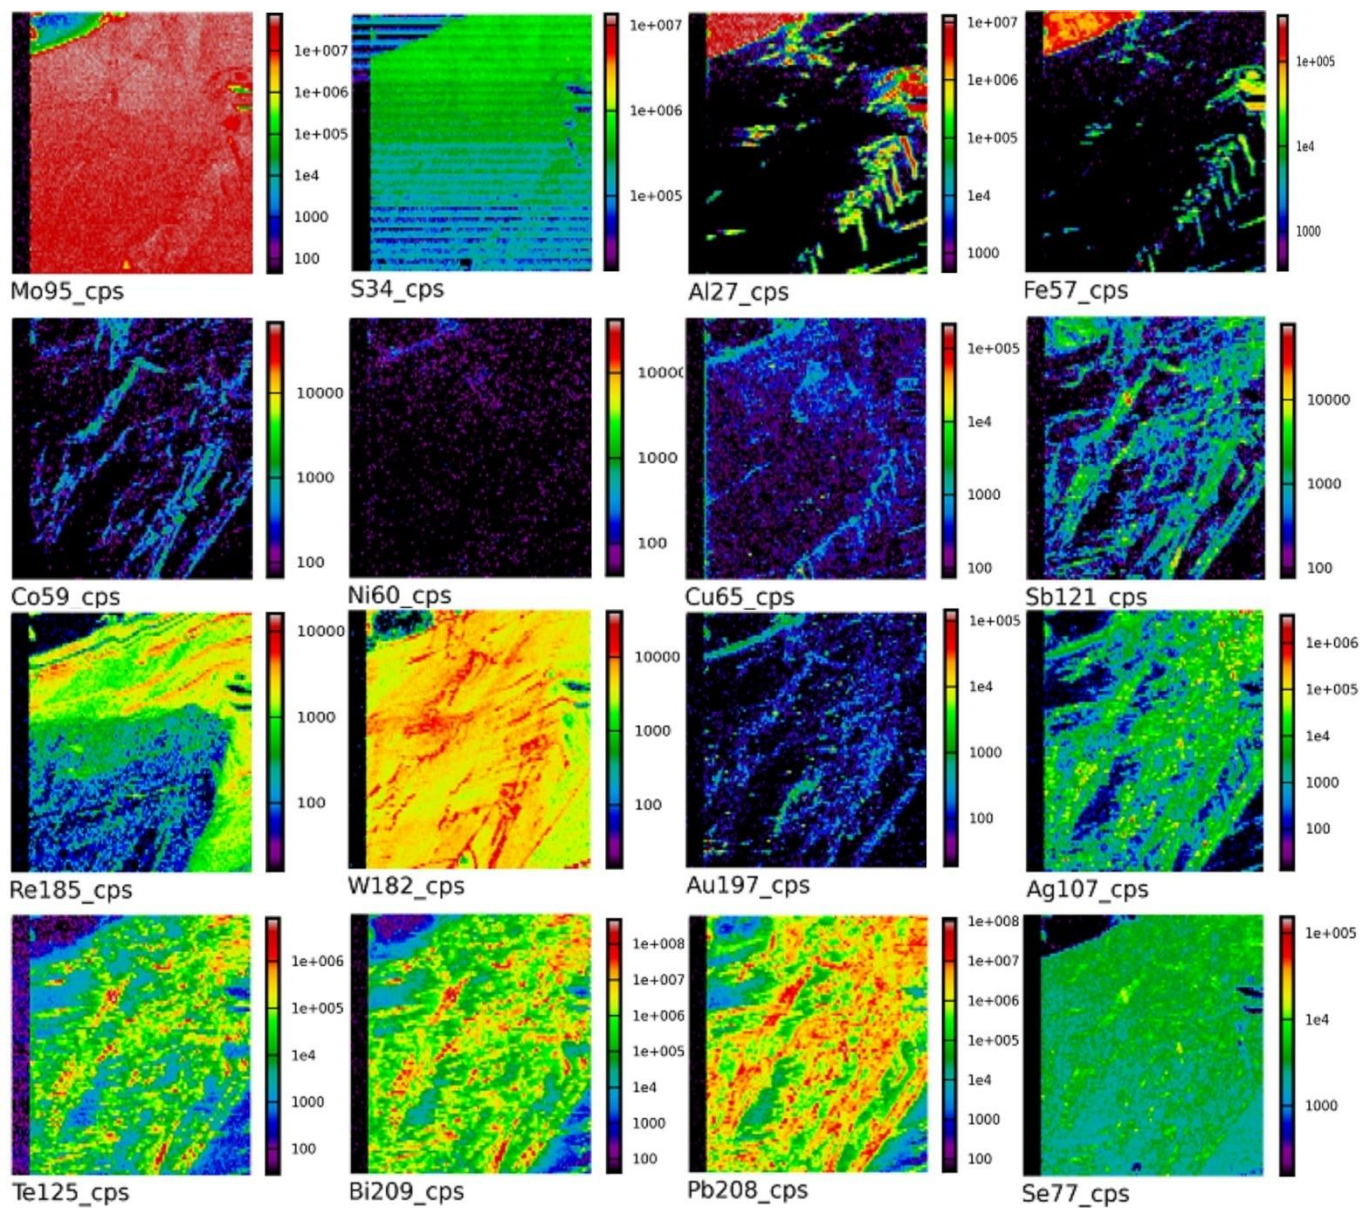 1e+007
1e+006
1e+005
1e4
1000
100
Mo95_cps
1e+007
1e+006
1e+005
S34_cps
1e+007
1e+006
1e+005
1e4
1000
Al27_cps
1e+005
1e4
1000
Fe57_cps
10000
1000
100
Co59_cps
1000
100
Ni60_cps
1e+005
1e4
1000
100
Cu65_cps
10000
1000
100
Sb121_cps
10000
1000
100
Re185_cps
10000
1000
100
W182_cps
1e+005
1e4
1000
100
Au197_cps
1e+006
1e+005
1e4
1000
100
Ag107_cps
1e+006
1e+005
1e4
1000
100
Te125_cps
1e+008
1e+007
1e+006
1e+005
1e4
1000
100
Bi209_cps
1e+008
1e+007
1e+006
1e+005
1e4
1000
100
Pb208_cps
1e+005
1e4
1000
Se77_cps